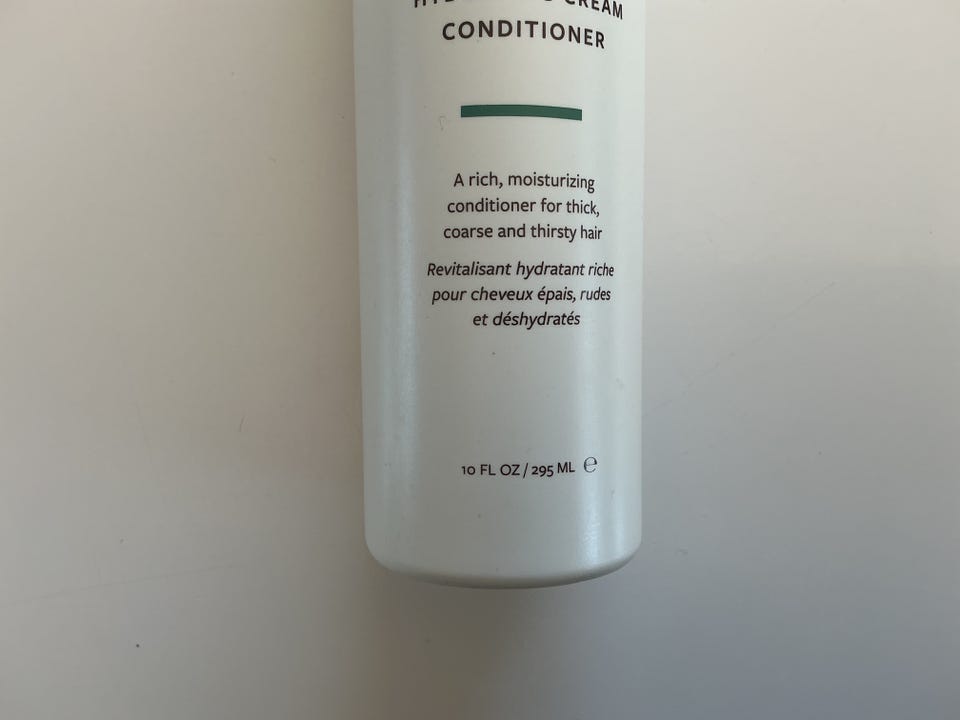 CREAM
CONDITIONER
A rich, moisturizing
conditioner for thick,
coarse and thirsty hair
Revitalisant hydratant riche
pour cheveux épais, rudes
et déshydratés
10 FL OZ / 295 ML ℮